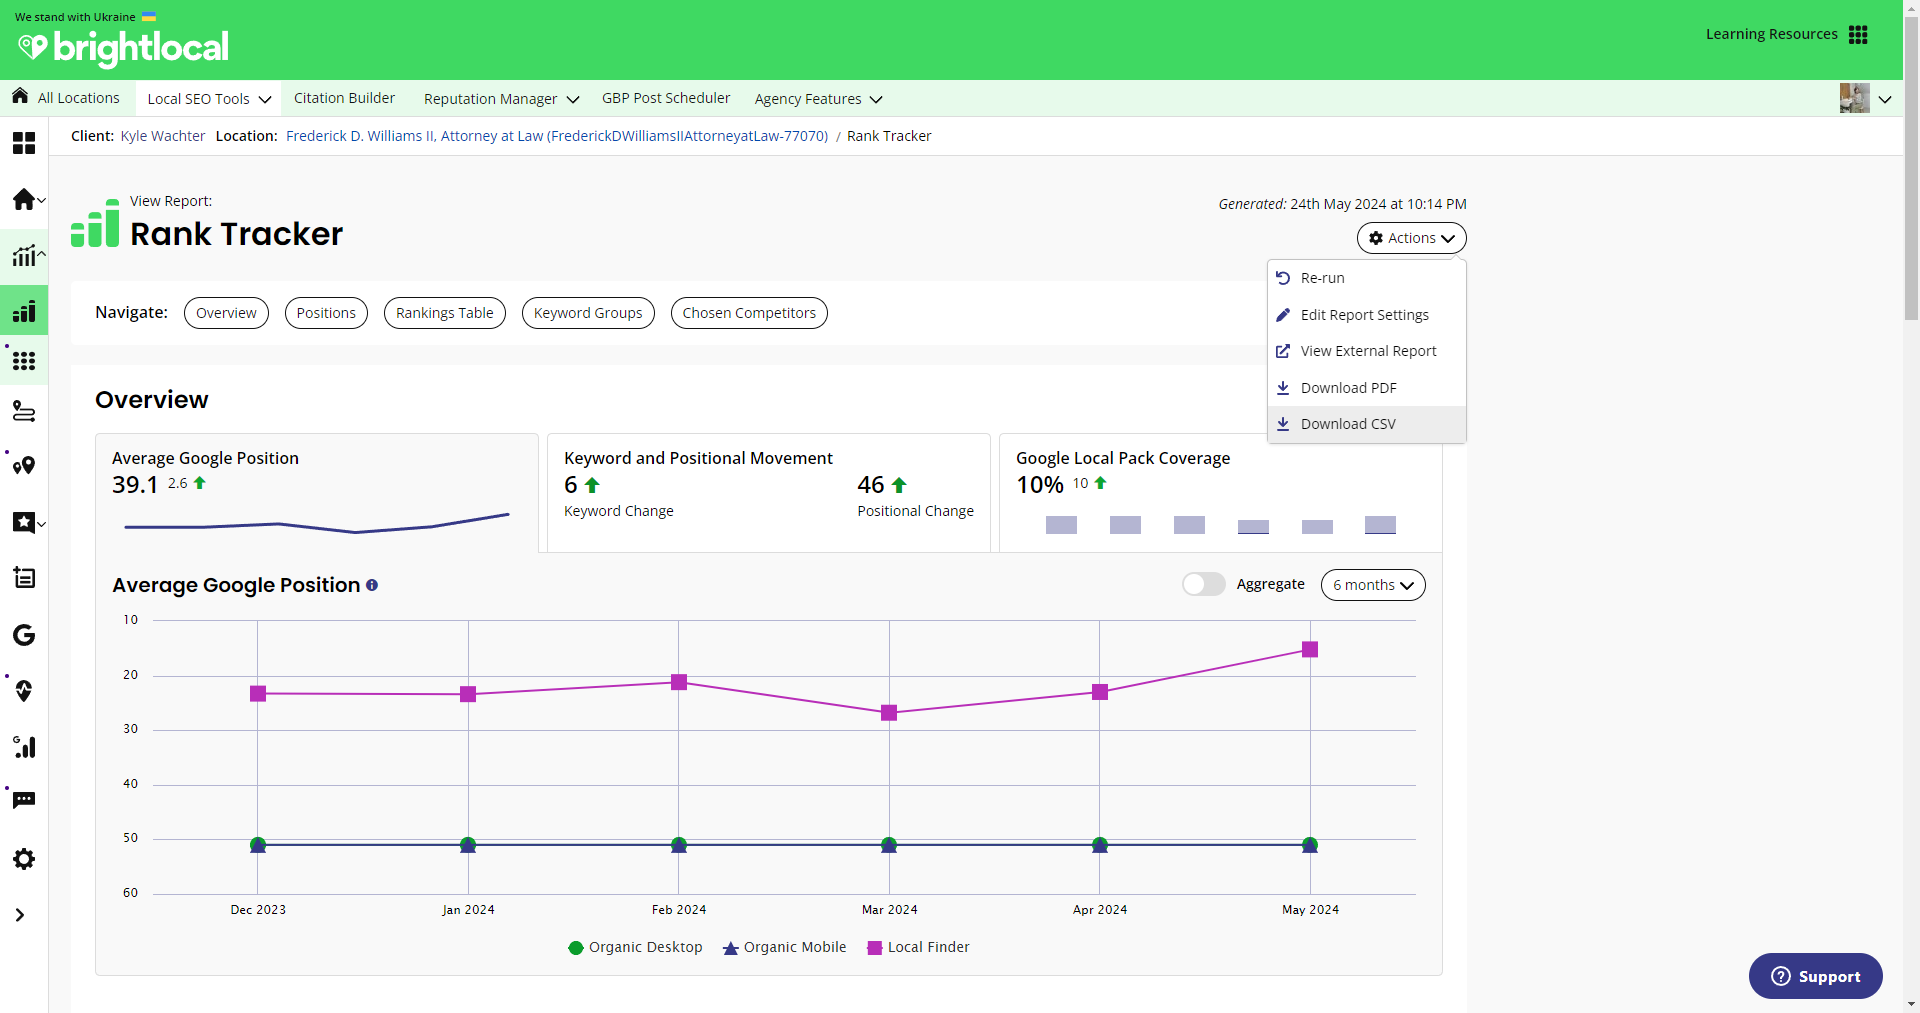 We stand with Ukraine
brightlocal
Learning Resources
All Locations
Local SEO Tools
Citation Builder
Reputation Manager
GBP Post Scheduler
Agency Features
Client: Kyle Wachter Location: Frederick D. Williams II, Attorney at Law (FrederickDWilliamsIIAttorneyatLaw-77070) / Rank Tracker
View Report:
Rank Tracker
Generated: 24th May 2024 at 10:14 PM
Actions
Re-run
Edit Report Settings
View External Report
Download PDF
Download CSV
Navigate:
Overview
Positions
Rankings Table
Keyword Groups
Chosen Competitors
Overview
Average Google Position
39.1 2.6
Keyword and Positional Movement
6
Keyword Change
46
Positional Change
Google Local Pack Coverage
10% 10
Average Google Position
Aggregate
6 months
10
20
30
40
50
60
Dec 2023
Jan 2024
Feb 2024
Mar 2024
Apr 2024
May 2024
Organic Desktop
Organic Mobile
Local Finder
Support